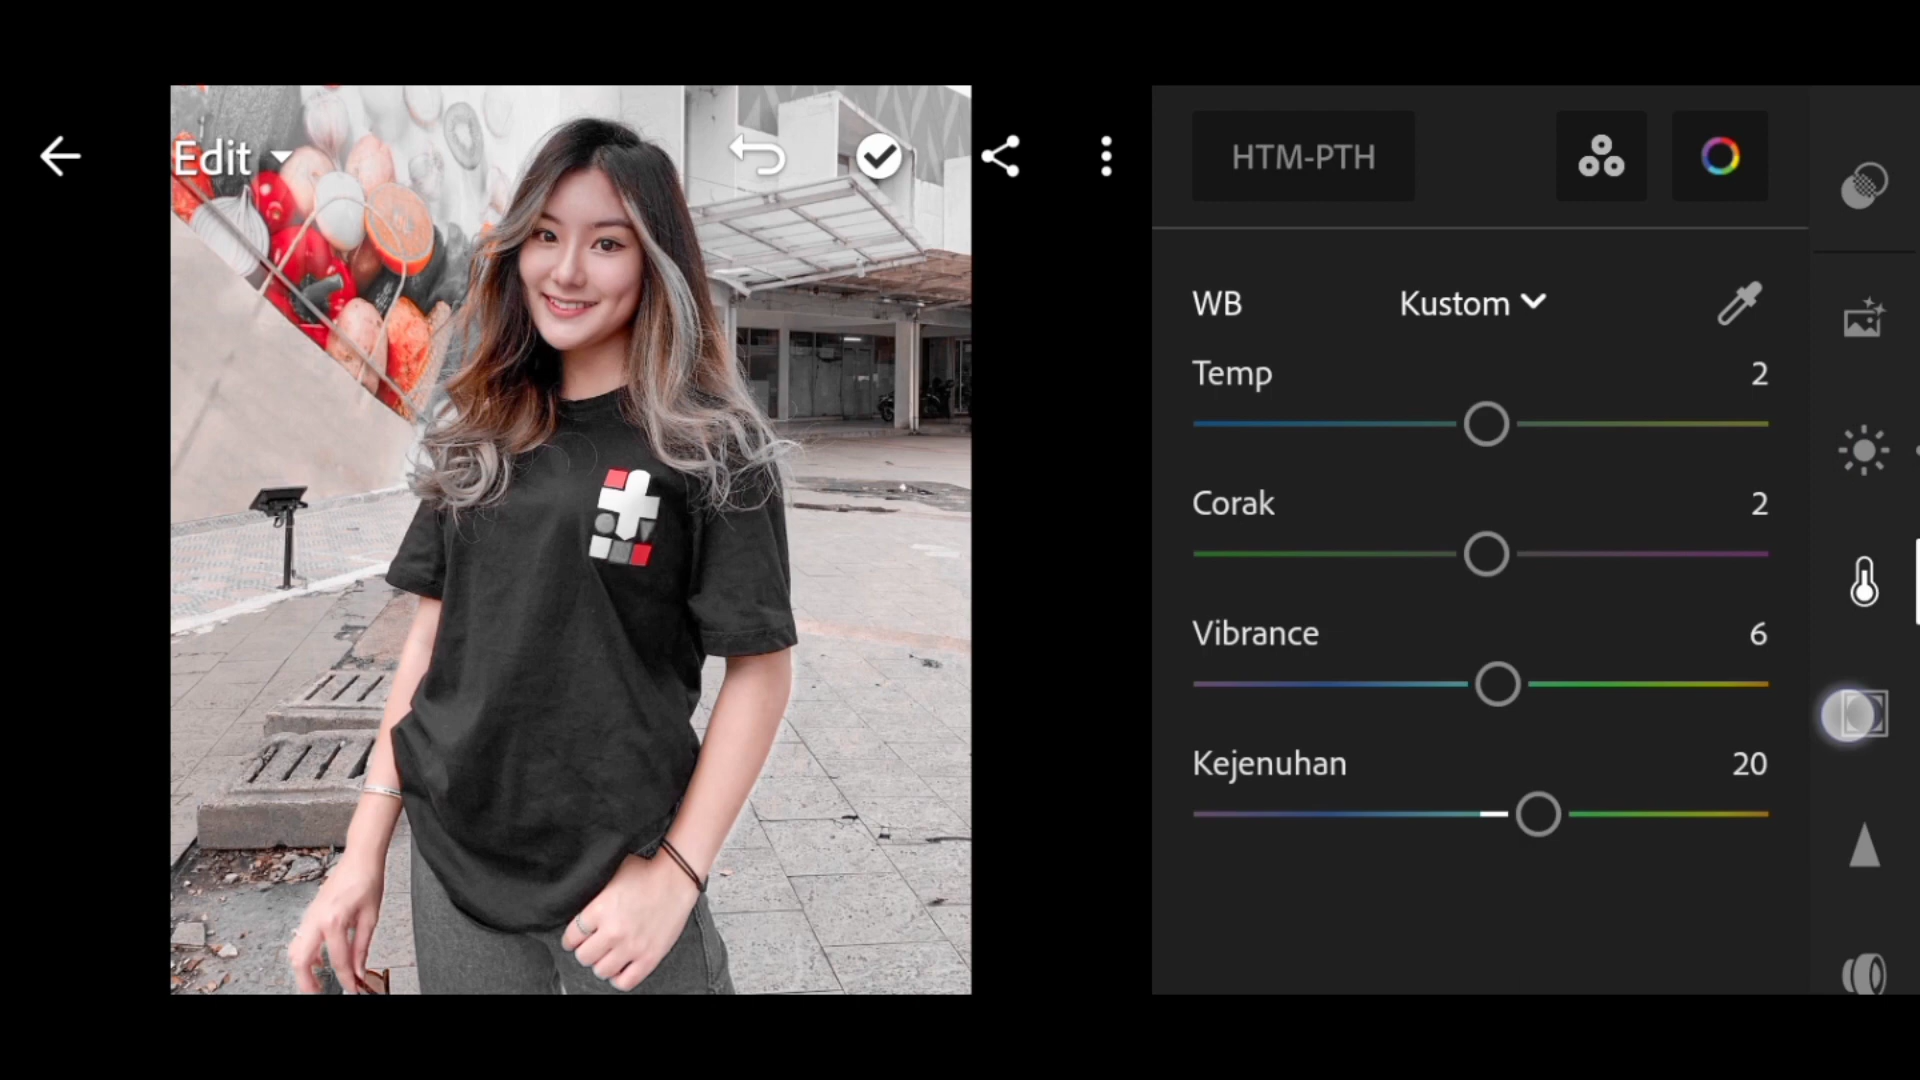 Edit
HTM-PTH
WB Kustom
Temp 2
Corak 2
Vibrance 6
Kejenuhan 20